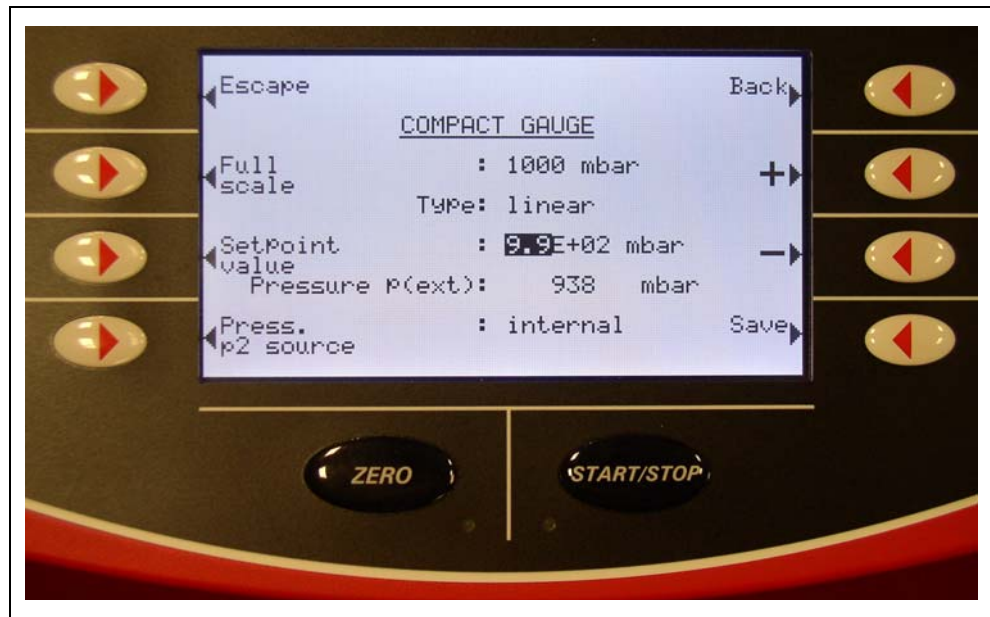 Escape Back
COMPACT GAUGE
Full scale : 1000 mbar +
Type: linear
Setpoint value : 9.9E+02 mbar −
Pressure p(ext): 938 mbar
Press. p2 source : internal Save
ZERO START/STOP